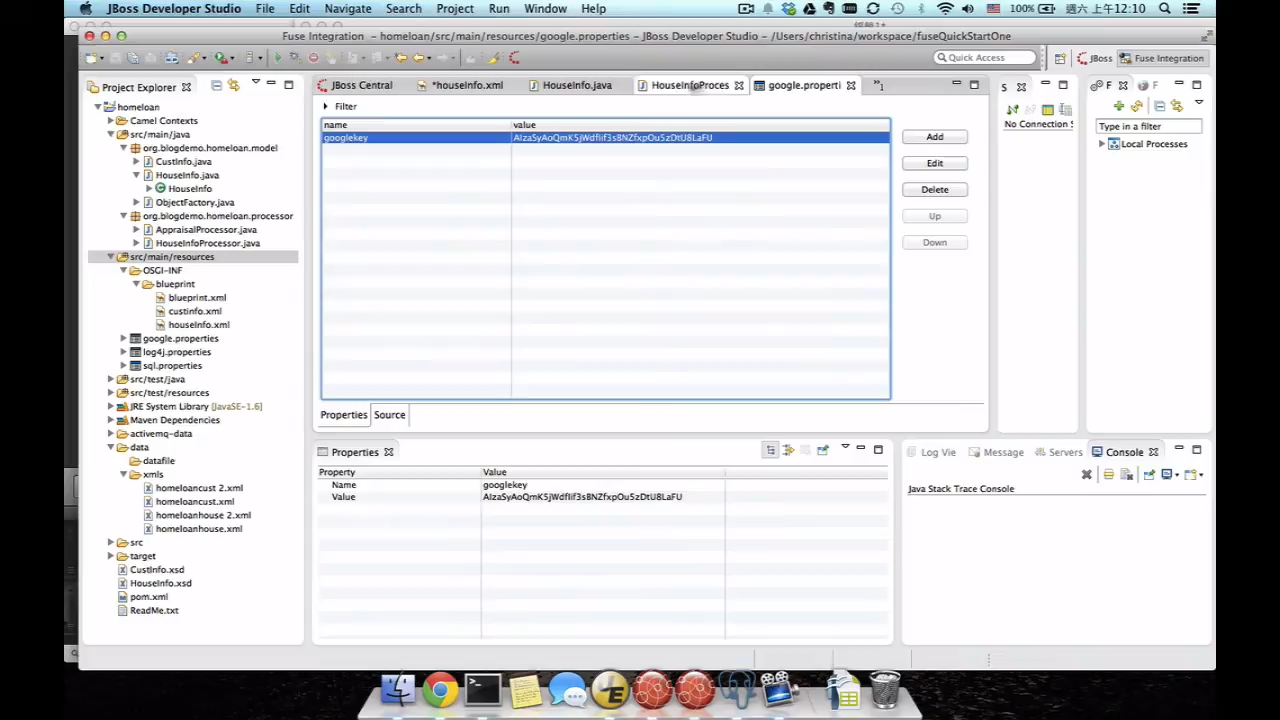 JBoss Developer Studio File Edit Navigate Search Project Run Window Help 100% 週六上午12:10
Fuse Integration - homeloan/src/main/resources/google.properties - JBoss Developer Studio - /Users/christina/workspace/fuseQuickStartOne
Quick Access JBoss Fuse Integration
Project Explorer
homeloan
Camel Contexts
src/main/java
org.blogdemo.homeloan.model
CustInfo.java
HouseInfo.java
HouseInfo
ObjectFactory.java
org.blogdemo.homeloan.processor
AppraisalProcessor.java
HouseInfoProcessor.java
src/main/resources
OSGI-INF
blueprint
blueprint.xml
custinfo.xml
houseInfo.xml
google.properties
log4j.properties
sql.properties
src/test/java
src/test/resources
JRE System Library [JavaSE-1.6]
Maven Dependencies
activemq-data
data
datafile
xmls
homeloancust 2.xml
homeloancust.xml
homeloanhouse 2.xml
homeloanhouse.xml
src
target
CustInfo.xsd
HouseInfo.xsd
pom.xml
ReadMe.txt
JBoss Central *houseInfo.xml HouseInfo.java HouseInfoProces google.properti »1
Filter
name value
googlekey
Add
Edit
Delete
Up
Down
Properties Source
S
No Connection
F F
Type in a filter
Local Processes
Properties
Property Value
Name googlekey
Value
Log Vie Message Servers Console
Java Stack Trace Console